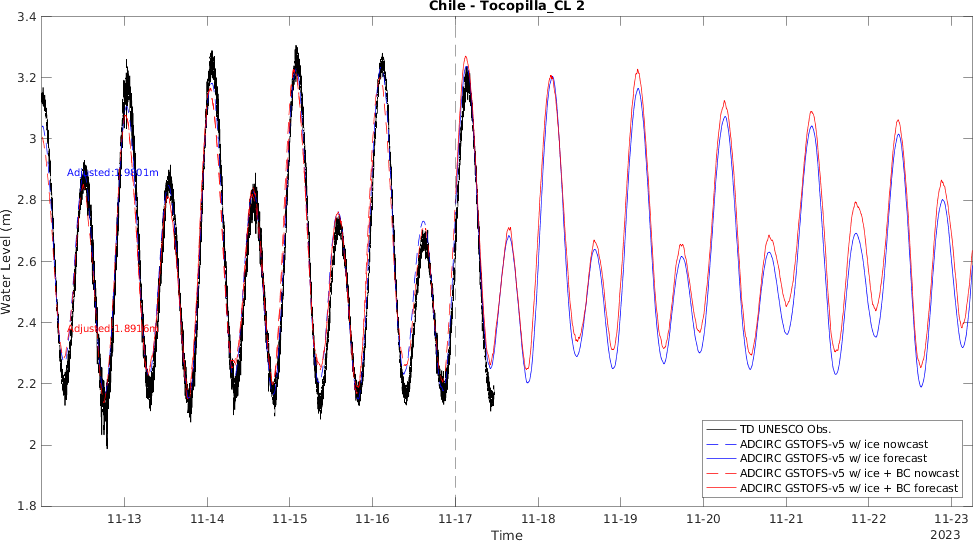 Chile - Tocopilla_CL 2
3.4
3.2
3
2.8
2.6
2.4
2.2
2
1.8
Water Level (m)
Adjusted:1.9801m
Adjusted:1.8916m
TD UNESCO Obs.
ADCIRC GSTOFS-v5 w/ ice nowcast
ADCIRC GSTOFS-v5 w/ ice forecast
ADCIRC GSTOFS-v5 w/ ice + BC nowcast
ADCIRC GSTOFS-v5 w/ ice + BC forecast
11-13 11-14 11-15 11-16 11-17 11-18 11-19 11-20 11-21 11-22 11-23
2023
Time